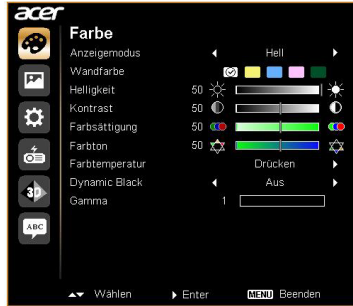 acer
Farbe
Anzeigemodus Hell
Wandfarbe
Helligkeit 50
Kontrast 50
Farbsättigung 50
Farbton 50
Farbtemperatur Drücken
Dynamic Black Aus
Gamma 1
3D
ABC
Wählen Enter MENU Beenden